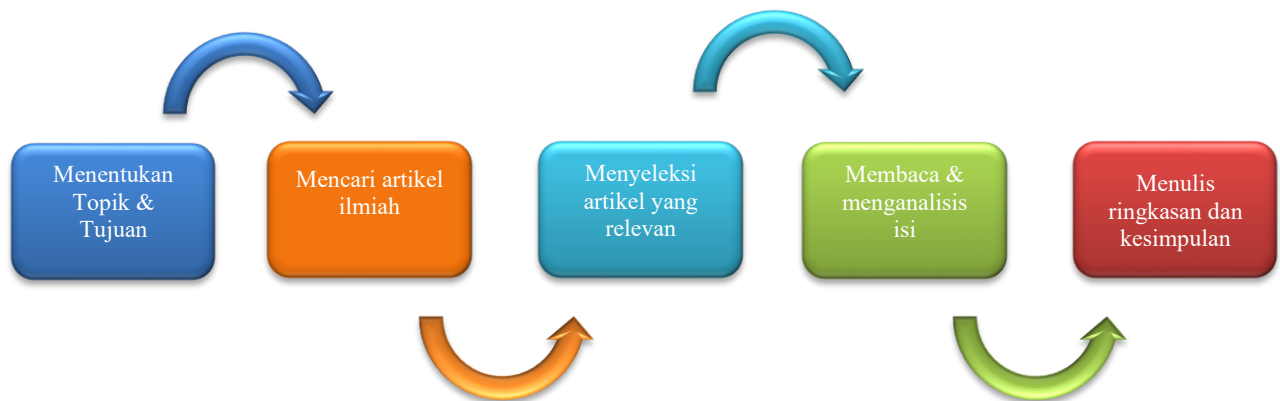 Menentukan
Topik &
Tujuan
Mencari artikel
ilmiah
Menyeleksi
artikel yang
relevan
Membaca &
menganalisis
isi
Menulis
ringkasan dan
kesimpulan